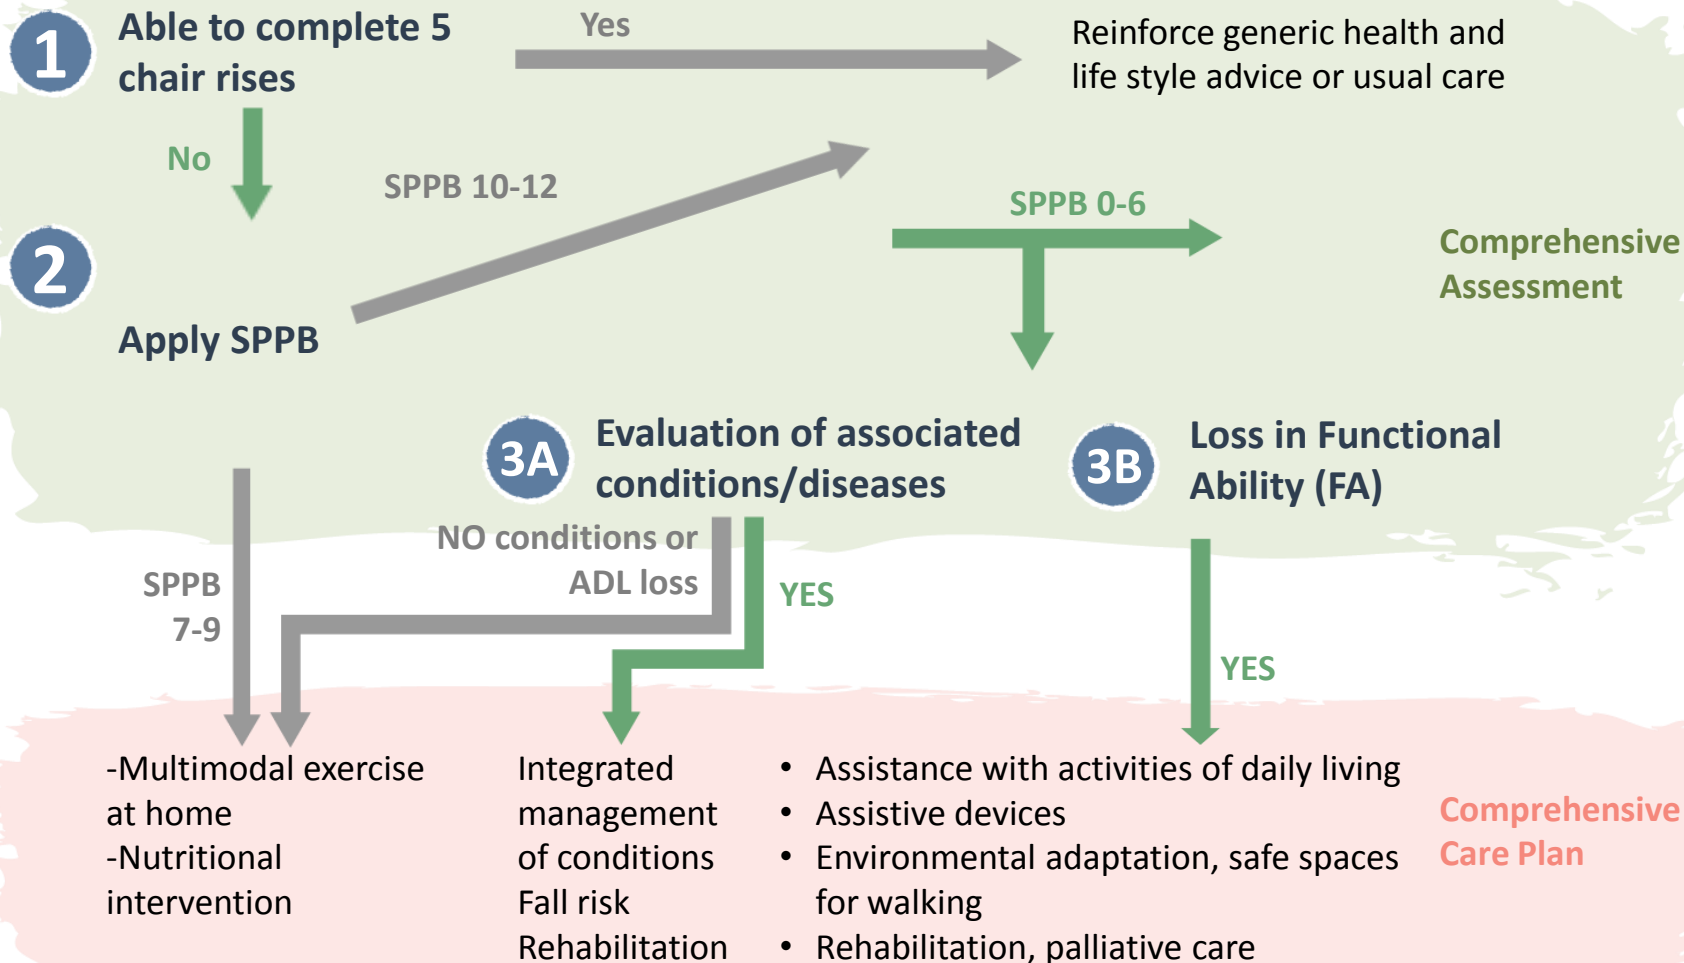 1
Able to complete 5
chair rises
Yes
Reinforce generic health and
life style advice or usual care
No
SPPB 10-12
SPPB 0-6
2
Apply SPPB
Comprehensive
Assessment
3A
Evaluation of associated
conditions/diseases
3B
Loss in Functional
Ability (FA)
NO conditions or
ADL loss
SPPB
7-9
YES
YES
-Multimodal exercise
at home
-Nutritional
intervention
Integrated
management
of conditions
Fall risk
Rehabilitation
• Assistance with activities of daily living
• Assistive devices
• Environmental adaptation, safe spaces
for walking
• Rehabilitation, palliative care
Comprehensive
Care Plan